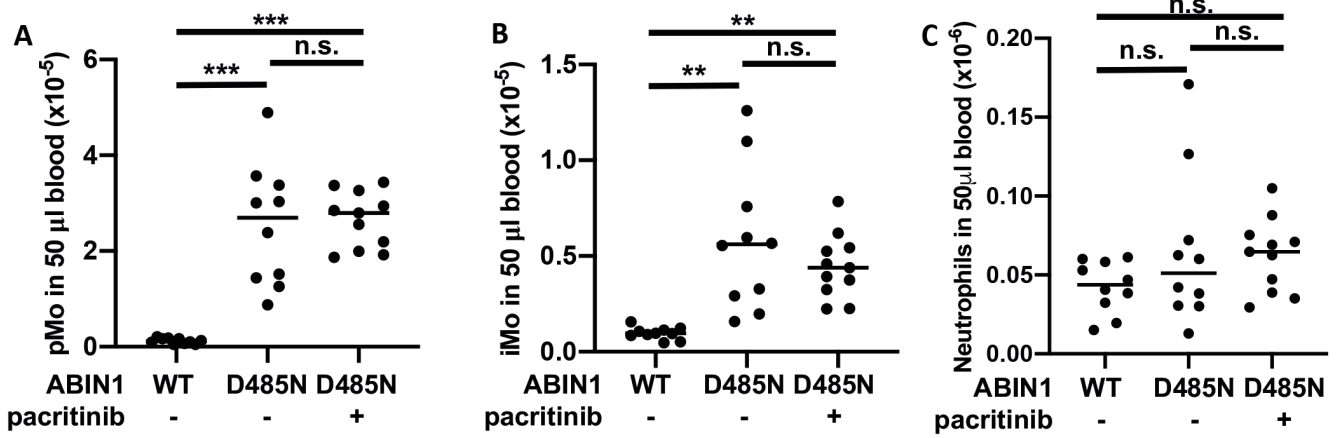 A
pMo in 50 µl blood (x10⁻⁵)
***
n.s.
***
6
4
2
0
ABIN1 WT D485N D485N
pacritinib - - +
B
iMo in 50 µl blood (x10⁻⁵)
**
n.s.
**
1.5
1.0
0.5
0.0
ABIN1 WT D485N D485N
pacritinib - - +
C
Neutrophils in 50µl blood (x10⁻⁶)
n.s.
n.s.
n.s.
0.20
0.15
0.10
0.05
0.00
ABIN1 WT D485N D485N
pacritinib - - +